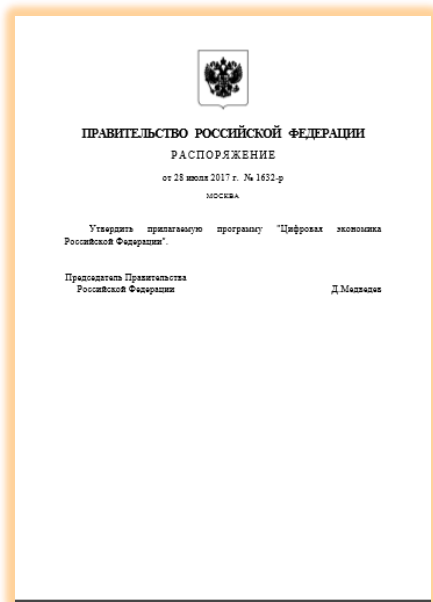 ПРАВИТЕЛЬСТВО РОССИЙСКОЙ ФЕДЕРАЦИИ
РАСПОРЯЖЕНИЕ
от 28 июля 2017 г. № 1632-р
МОСКВА
Утвердить прилагаемую программу "Цифровая экономика
Российской Федерации".
Председатель Правительства
Российской Федерации Д.Медведев